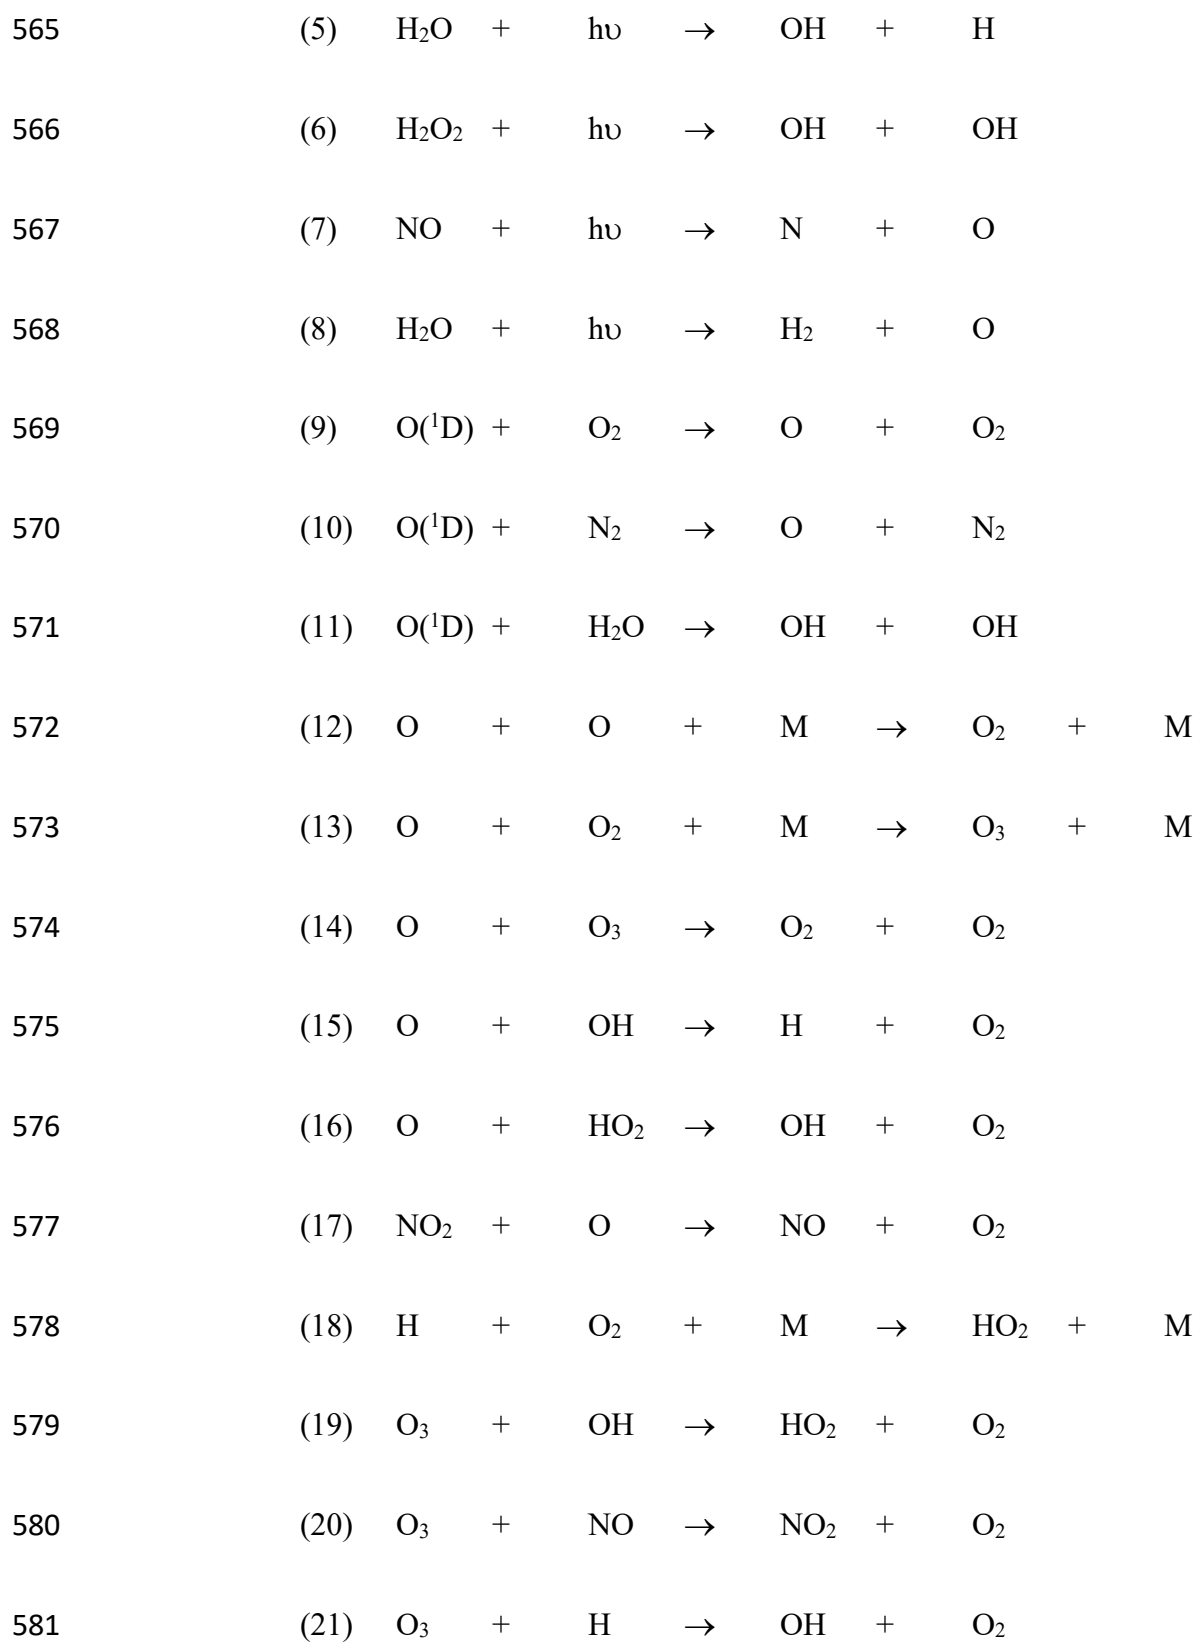 565 (5) H₂O + hυ → OH + H
566 (6) H₂O₂ + hυ → OH + OH
567 (7) NO + hυ → N + O
568 (8) H₂O + hυ → H₂ + O
569 (9) O(¹D) + O₂ → O + O₂
570 (10) O(¹D) + N₂ → O + N₂
571 (11) O(¹D) + H₂O → OH + OH
572 (12) O + O + M → O₂ + M
573 (13) O + O₂ + M → O₃ + M
574 (14) O + O₃ → O₂ + O₂
575 (15) O + OH → H + O₂
576 (16) O + HO₂ → OH + O₂
577 (17) NO₂ + O → NO + O₂
578 (18) H + O₂ + M → HO₂ + M
579 (19) O₃ + OH → HO₂ + O₂
580 (20) O₃ + NO → NO₂ + O₂
581 (21) O₃ + H → OH + O₂